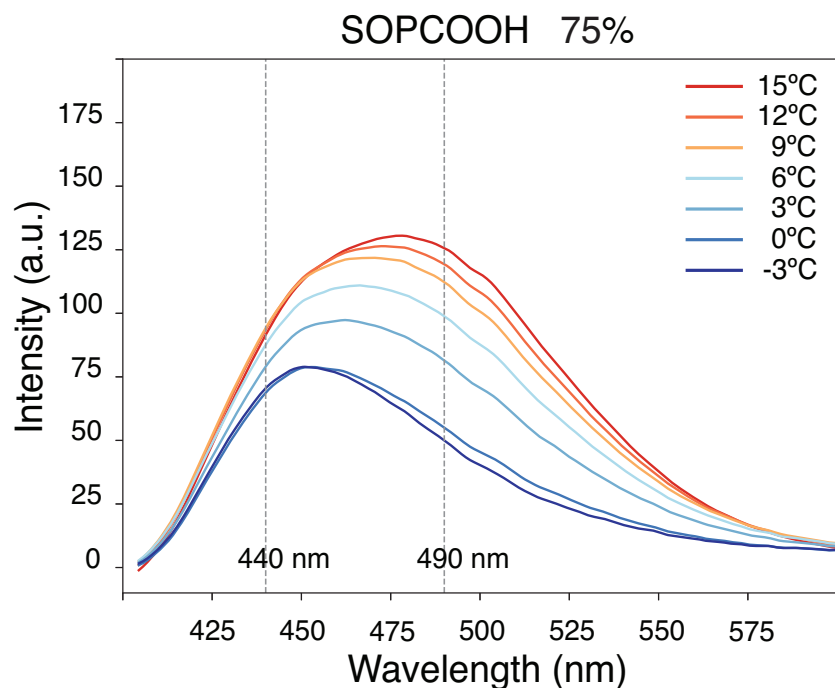 SOPCOOH 75%
Intensity (a.u.)
175
150
125
100
75
50
25
0
15ºC
12ºC
9ºC
6ºC
3ºC
0ºC
-3ºC
440 nm
490 nm
425
450
475
500
525
550
575
Wavelength (nm)